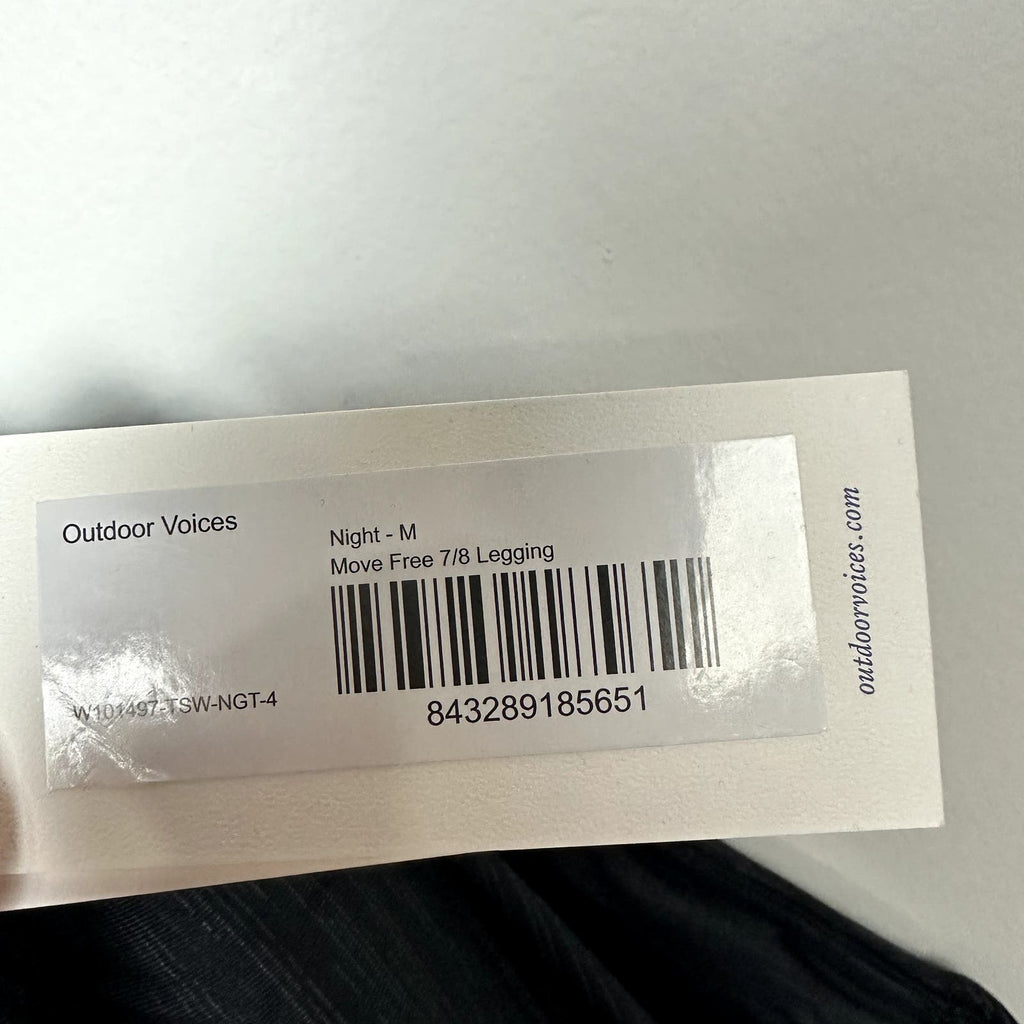 Outdoor Voices
Night - M
Move Free 7/8 Legging
W101497-TSW-NGT-4
843289185651
outdoorvoices.com